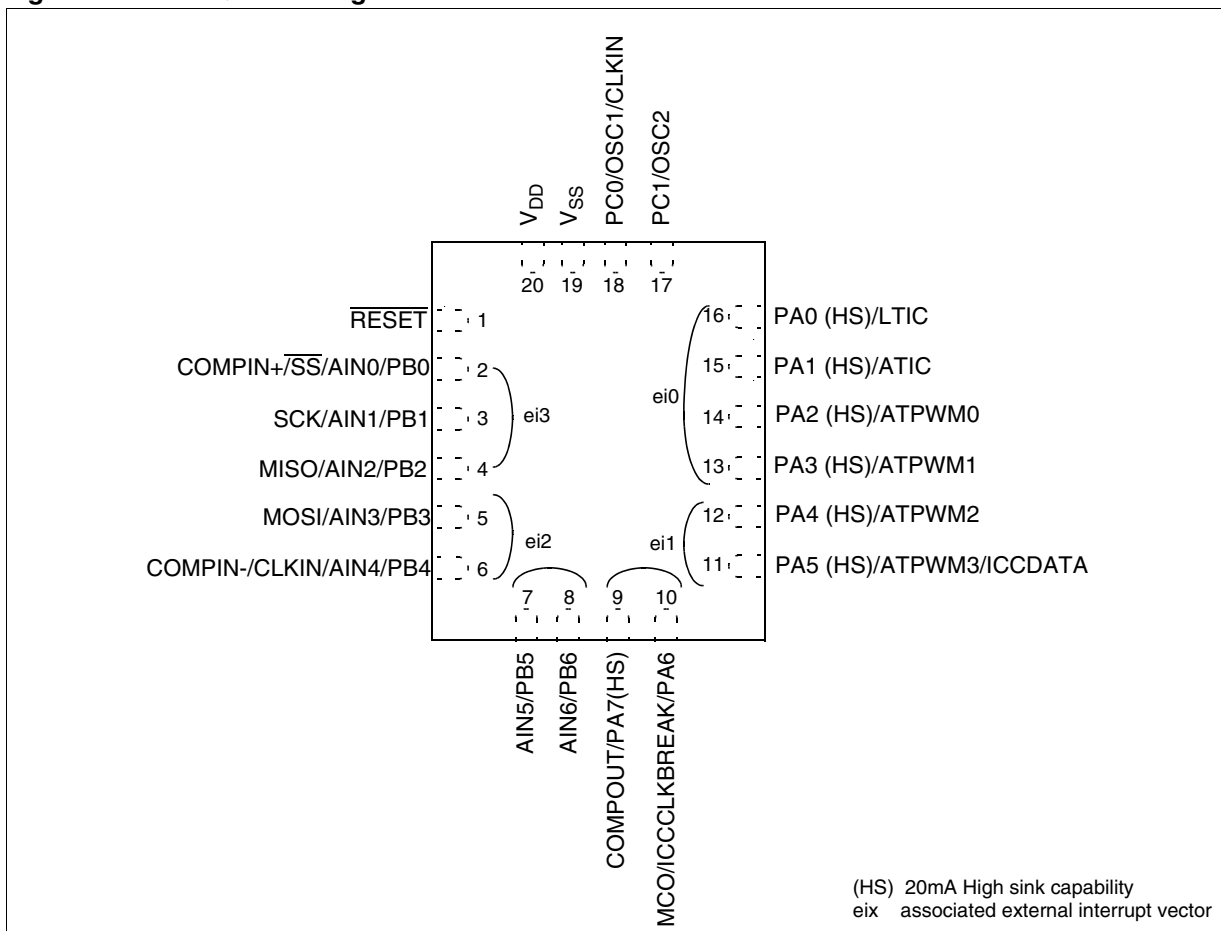 VDD
VSS
PC0/OSC1/CLKIN
PC1/OSC2
20
19
18
17
RESET 1
COMPIN+/SS/AIN0/PB0 2
SCK/AIN1/PB1 3
MISO/AIN2/PB2 4
MOSI/AIN3/PB3 5
COMPIN-/CLKIN/AIN4/PB4 6
ei3
ei2
ei0
ei1
16 PA0 (HS)/LTIC
15 PA1 (HS)/ATIC
14 PA2 (HS)/ATPWM0
13 PA3 (HS)/ATPWM1
12 PA4 (HS)/ATPWM2
11 PA5 (HS)/ATPWM3/ICCDATA
7
8
9
10
AIN5/PB5
AIN6/PB6
COMPOUT/PA7(HS)
MCO/ICCCLKBREAK/PA6
(HS) 20mA High sink capability
eix associated external interrupt vector